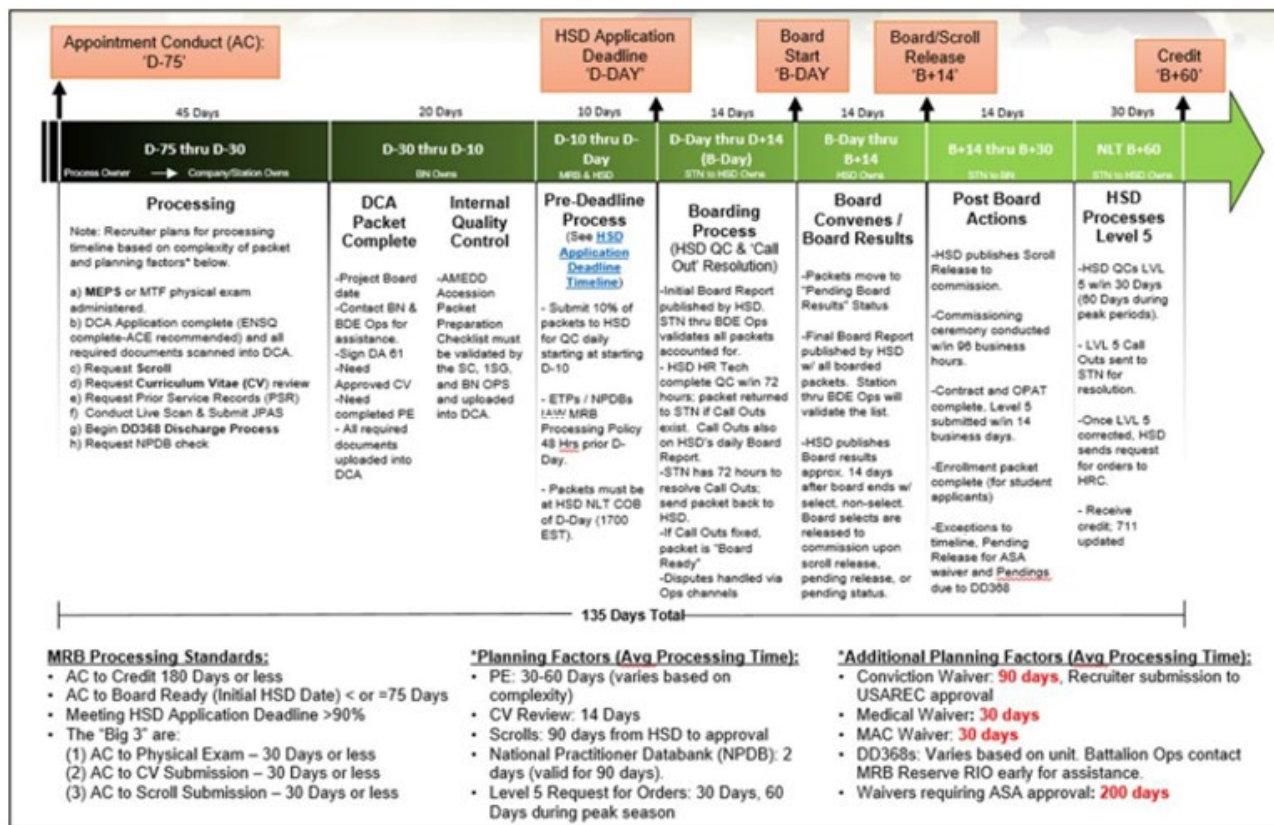 Appointment Conduct (AC):
'D-75'
HSD Application
Deadline
'D-DAY'
Board
Start
'B-DAY'
Board/Scroll
Release
'B+14'
Credit
'B+60'
45 Days
20 Days
10 Days
14 Days
14 Days
14 Days
30 Days
D-75 thru D-30
Process Owner
Company/Station Owns
D-30 thru D-10
BN Owns
D-10 thru D-
Day
MRB & HSD
D-Day thru D+14
(B-Day)
STN to HSD Owns
B-Day thru
B+14
HSD Owns
B+14 thru B+30
STN to BN
NLT B+60
STN to HSD Owns
Processing
Note: Recruiter plans for processing
timeline based on complexity of packet
and planning factors* below.
a) MEPS or MTF physical exam
administered.
b) DCA Application complete (ENSQ
complete-ACE recommended) and all
required documents scanned into DCA.
c) Request Scroll
d) Request Curriculum Vitae (CV) review
e) Request Prior Service Records (PSR)
f) Conduct Live Scan & Submit JPAS
g) Begin DD368 Discharge Process
h) Request NPDB check
DCA
Packet
Complete
-Project Board
date
-Contact BN &
BDE Ops for
assistance.
-Sign DA 61
-Need
Approved CV
-Need
completed PE
- All required
documents
uploaded into
DCA
Internal
Quality
Control
-AMEDD
Accession
Packet
Preparation
Checklist must
be validated by
the SC, 1SG,
and BN OPS
and uploaded
into DCA.
Pre-Deadline
Process
(See HSD
Application
Deadline
Timeline)
- Submit 10% of
packets to HSD
for QC daily
starting at starting
D-10
- ETPs / NPDBs
IAW MRB
Processing Policy
48 Hrs prior D-
Day.
- Packets must be
at HSD NLT COB
of D-Day (1700
EST).
Boarding
Process
(HSD QC & 'Call
Out' Resolution)
-Initial Board Report
published by HSD.
STN thru BDE Ops
validates all packets
accounted for.
- HSD HR Tech
complete QC w/in 72
hours; packet returned
to STN if Call Outs
exist. Call Outs also
on HSD's daily Board
Report.
-STN has 72 hours to
resolve Call Outs;
send packet back to
HSD.
-If Call Outs fixed,
packet is "Board
Ready"
-Disputes handled via
Ops channels
Board
Convenes /
Board Results
-Packets move to
"Pending Board
Results" Status
-Final Board Report
published by HSD
w/ all boarded
packets. Station
thru BDE Ops will
validate the list.
-HSD publishes
Board results
approx. 14 days
after board ends w/
select, non-select.
Board selects are
released to
commission upon
scroll release,
pending release, or
pending status.
Post Board
Actions
-HSD publishes Scroll
Release to
commission.
-Commissioning
ceremony conducted
w/in 96 business
hours.
-Contract and OPAT
complete, Level 5
submitted w/in 14
business days.
-Enrollment packet
complete (for student
applicants)
-Exceptions to
timeline, Pending
Release for ASA
waiver and Pendings
due to DD368
HSD
Processes
Level 5
-HSD QCs LVL
5 w/in 30 Days
(60 Days during
peak periods).
- LVL 5 Call
Outs sent to
STN for
resolution.
-Once LVL 5
corrected, HSD
sends request
for orders to
HRC.
- Receive
credit; 711
updated
135 Days Total
MRB Processing Standards:
• AC to Credit 180 Days or less
• AC to Board Ready (Initial HSD Date) < or =75 Days
• Meeting HSD Application Deadline >90%
• The "Big 3" are:
(1) AC to Physical Exam – 30 Days or less
(2) AC to CV Submission – 30 Days or less
(3) AC to Scroll Submission – 30 Days or less
*Planning Factors (Avg Processing Time):
• PE: 30-60 Days (varies based on
complexity)
• CV Review: 14 Days
• Scrolls: 90 days from HSD to approval
• National Practitioner Databank (NPDB): 2
days (valid for 90 days).
• Level 5 Request for Orders: 30 Days, 60
Days during peak season
*Additional Planning Factors (Avg Processing Time):
• Conviction Waiver: 90 days, Recruiter submission to
USAREC approval
• Medical Waiver: 30 days
• MAC Waiver: 30 days
• DD368s: Varies based on unit. Battalion Ops contact
MRB Reserve RIO early for assistance.
• Waivers requiring ASA approval: 200 days